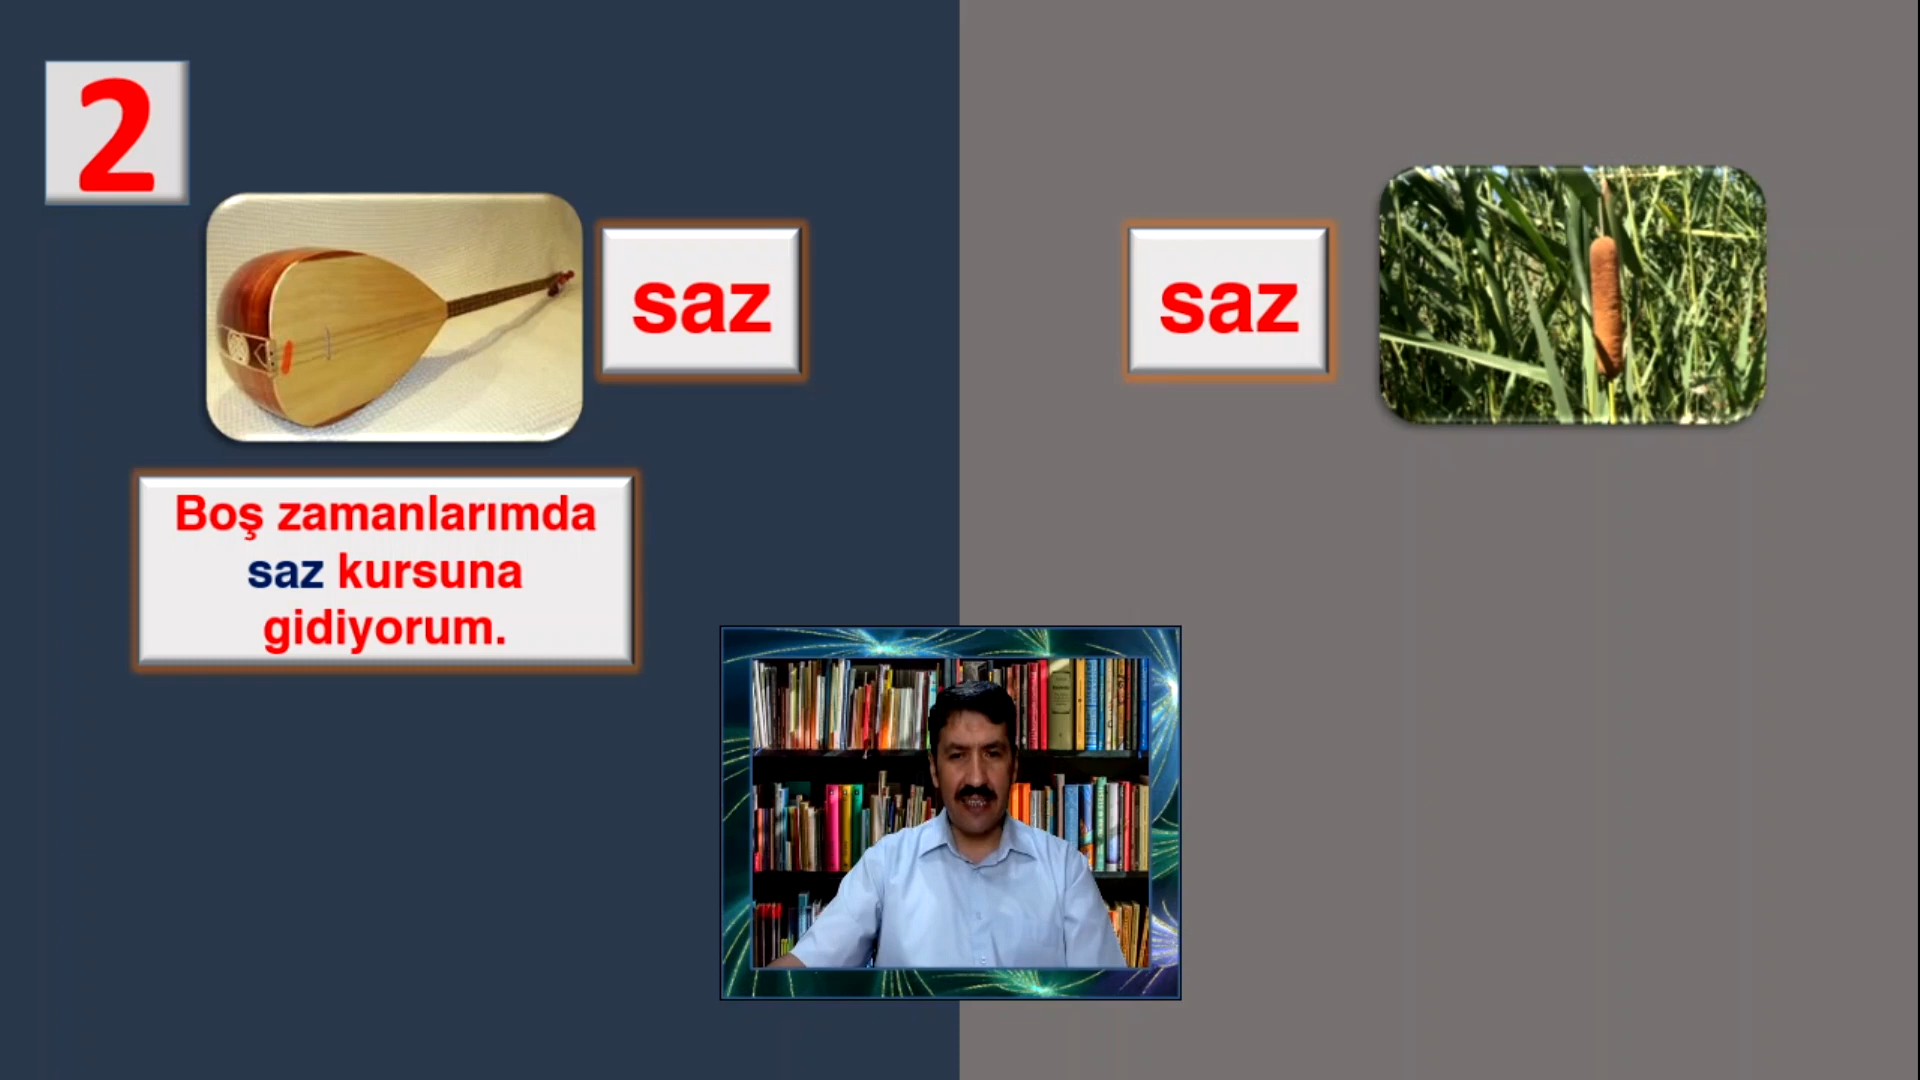 2
saz
saz
Boş zamanlarımda
saz kursuna
gidiyorum.